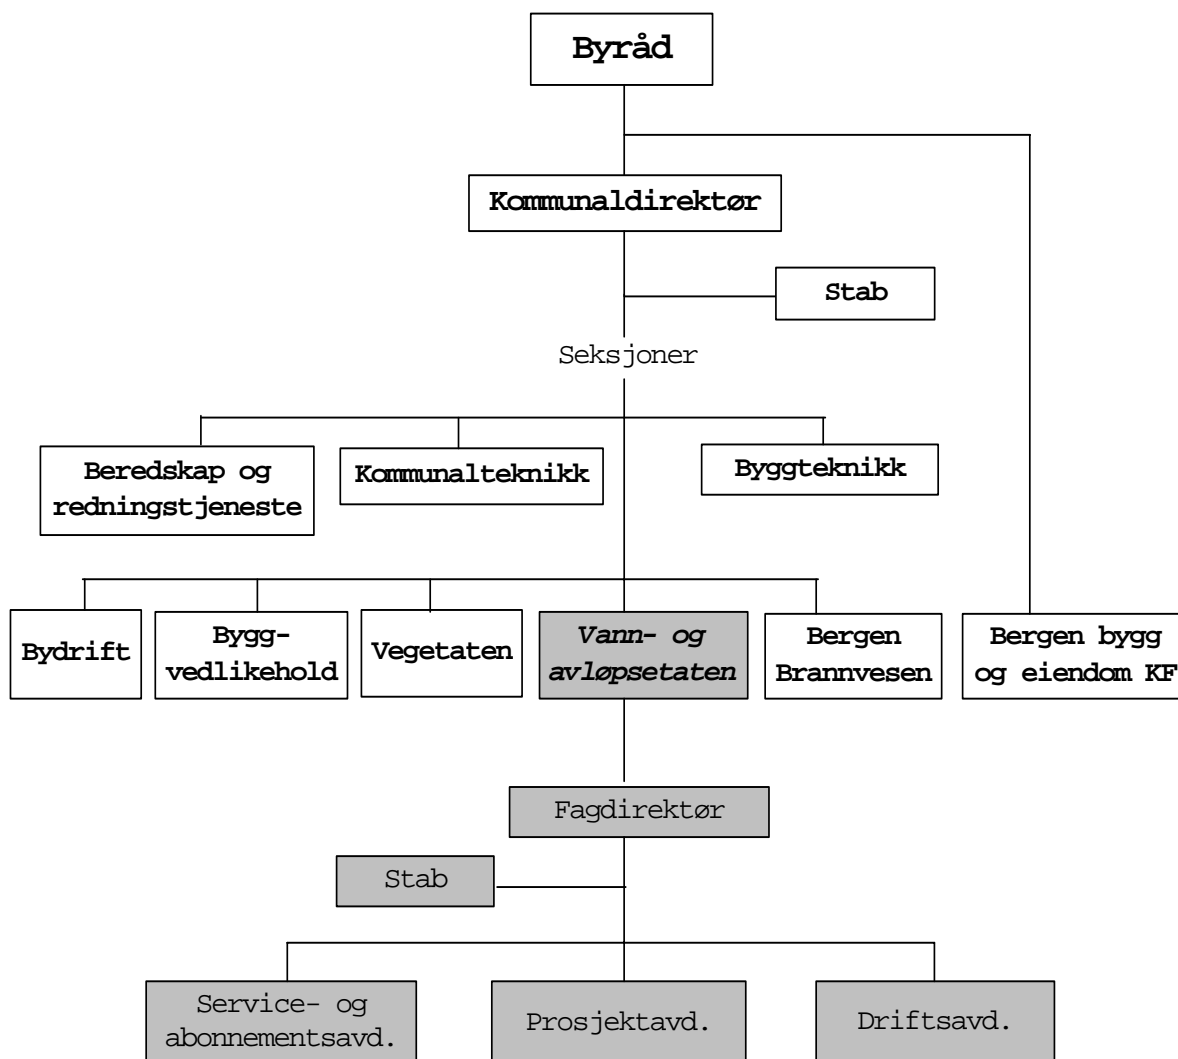 Byråd
Kommunaldirektør
Stab
Seksjoner
Beredskap og
redningstjeneste
Kommunalteknikk
Byggteknikk
Bydrift
Bygg-
vedlikehold
Vegetaten
Vann- og
avløpsetaten
Bergen
Brannvesen
Bergen bygg
og eiendom KF
Fagdirektør
Stab
Service- og
abonnementsavd.
Prosjektavd.
Driftsavd.